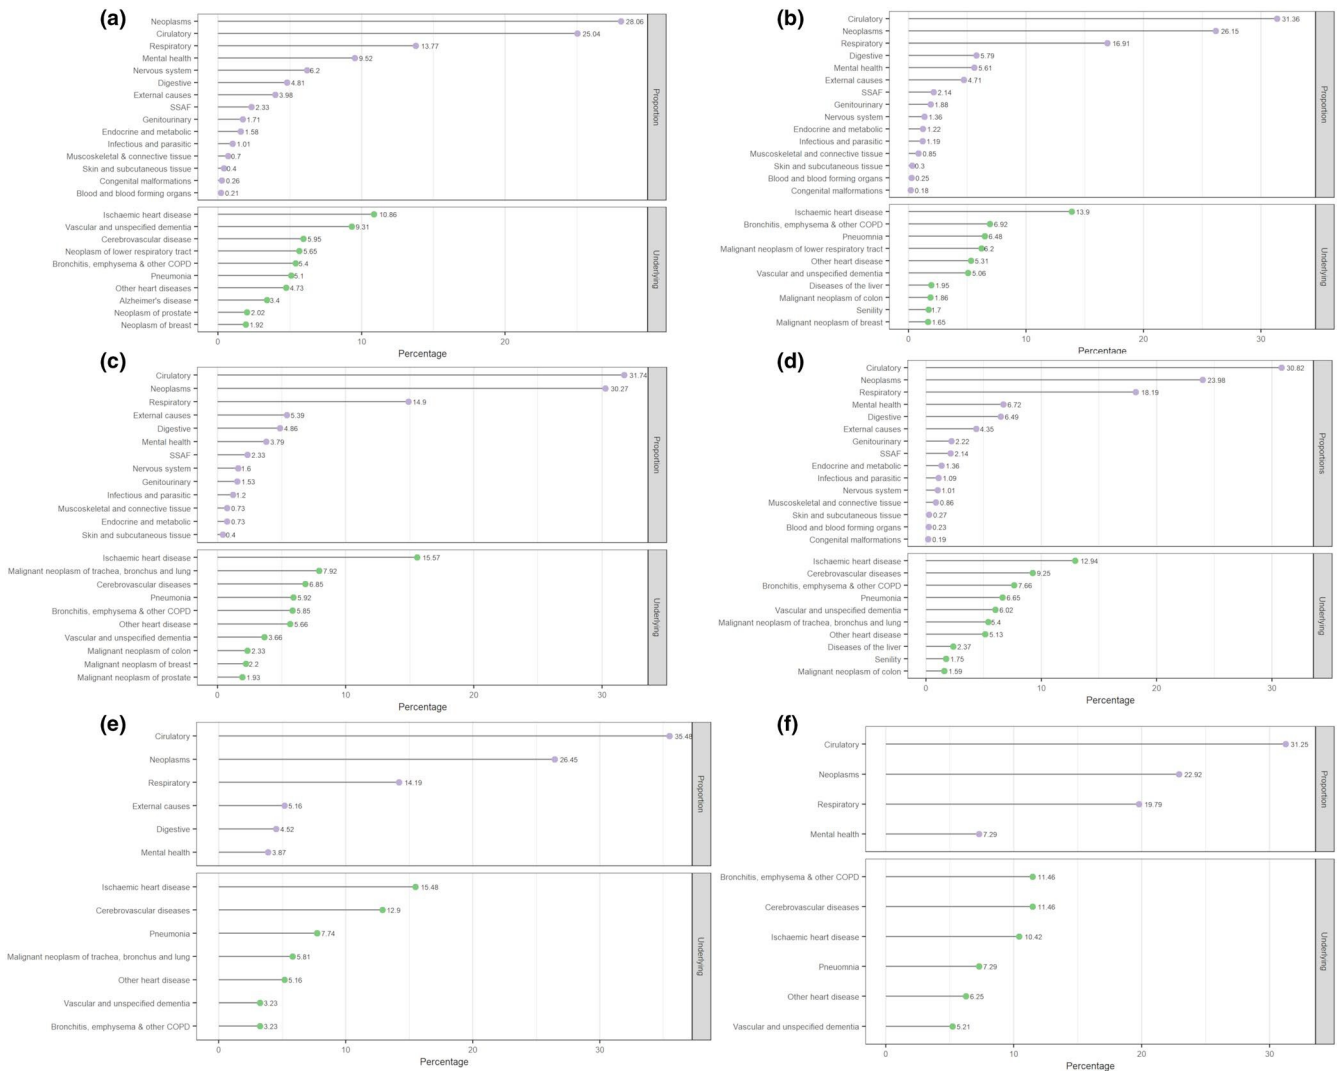 (a)
Neoplasms 28.06
Cirulatory 25.04
Respiratory 13.77
Mental health 9.52
Nervous system 6.2
Digestive 4.81
External causes 3.98
SSAF 2.33
Genitourinary 1.71
Endocrine and metabolic 1.58
Infectious and parasitic 1.01
Muscoskeletal & connective tissue 0.7
Skin and subcutaneous tissue 0.4
Congenital malformations 0.26
Blood and blood forming organs 0.21
Proportion
Ischaemic heart disease 10.86
Vascular and unspecified dementia 9.31
Cerebrovascular disease 5.95
Neoplasm of lower respiratory tract 5.65
Bronchitis, emphysema & other COPD 5.4
Pneumonia 5.1
Other heart diseases 4.73
Alzheimer's disease 3.4
Neoplasm of prostate 2.02
Neoplasm of breast 1.92
Underlying
0 10 20
Percentage
(b)
Cirulatory 31.36
Neoplasms 26.15
Respiratory 16.91
Digestive 5.79
Mental health 5.61
External causes 4.71
SSAF 2.14
Genitourinary 1.88
Nervous system 1.36
Endocrine and metabolic 1.22
Infectious and parasitic 1.19
Muscoskeletal and connective tissue 0.85
Skin and subcutaneous tissue 0.3
Blood and blood forming organs 0.25
Congenital malformations 0.18
Proportion
Ischaemic heart disease 13.9
Bronchitis, emphysema & other COPD 6.92
Pneuomnia 6.48
Malignant neoplasm of lower respiratory tract 6.2
Other heart disease 5.31
Vascular and unspecified dementia 5.06
Diseases of the liver 1.95
Malignant neoplasm of colon 1.86
Senility 1.7
Malignant neoplasm of breast 1.65
Underlying
0 10 20 30
Percentage
(c)
Cirulatory 31.74
Neoplasms 30.27
Respiratory 14.9
External causes 5.39
Digestive 4.86
Mental health 3.79
SSAF 2.33
Nervous system 1.6
Genitourinary 1.53
Infectious and parasitic 1.2
Muscoskeletal and connective tissue 0.73
Endocrine and metabolic 0.73
Skin and subcutaneous tissue 0.4
Proportion
Ischaemic heart disease 15.57
Malignant neoplasm of trachea, bronchus and lung 7.92
Cerebrovascular diseases 6.85
Pneumonia 5.92
Bronchitis, emphysema & other COPD 5.85
Other heart disease 5.66
Vascular and unspecified dementia 3.66
Malignant neoplasm of colon 2.33
Malignant neoplasm of breast 2.2
Malignant neoplasm of prostate 1.93
Underlying
0 10 20 30
Percentage
(d)
Cirulatory 30.82
Neoplasms 23.98
Respiratory 18.19
Mental health 6.72
Digestive 6.49
External causes 4.35
Genitourinary 2.22
SSAF 2.14
Endocrine and metabolic 1.36
Infectious and parasitic 1.09
Nervous system 1.01
Muscoskeletal and connective tissue 0.86
Skin and subcutaneous tissue 0.27
Blood and blood forming organs 0.23
Congenital malformations 0.19
Proportions
Ischaemic heart disease 12.94
Cerebrovascular diseases 9.25
Bronchitis, emphysema & other COPD 7.66
Pneumonia 6.65
Vascular and unspecified dementia 6.02
Malignant neoplasm of trachea, bronchus and lung 5.4
Other heart disease 5.13
Diseases of the liver 2.37
Senility 1.75
Malignant neoplasm of colon 1.59
Underlying
0 10 20 30
Percentage
(e)
Cirulatory 35.48
Neoplasms 26.45
Respiratory 14.19
External causes 5.16
Digestive 4.52
Mental health 3.87
Proportion
Ischaemic heart disease 15.48
Cerebrovascular diseases 12.9
Pneumonia 7.74
Malignant neoplasm of trachea, bronchus and lung 5.81
Other heart disease 5.16
Vascular and unspecified dementia 3.23
Bronchitis, emphysema & other COPD 3.23
Underlying
0 10 20 30
Percentage
(f)
Cirulatory 31.25
Neoplasms 22.92
Respiratory 19.79
Mental health 7.29
Proportion
Bronchitis, emphysema & other COPD 11.46
Cerebrovascular diseases 11.46
Ischaemic heart disease 10.42
Pneuomnia 7.29
Other heart disease 6.25
Vascular and unspecified dementia 5.21
Underlying
0 10 20 30
Percentage